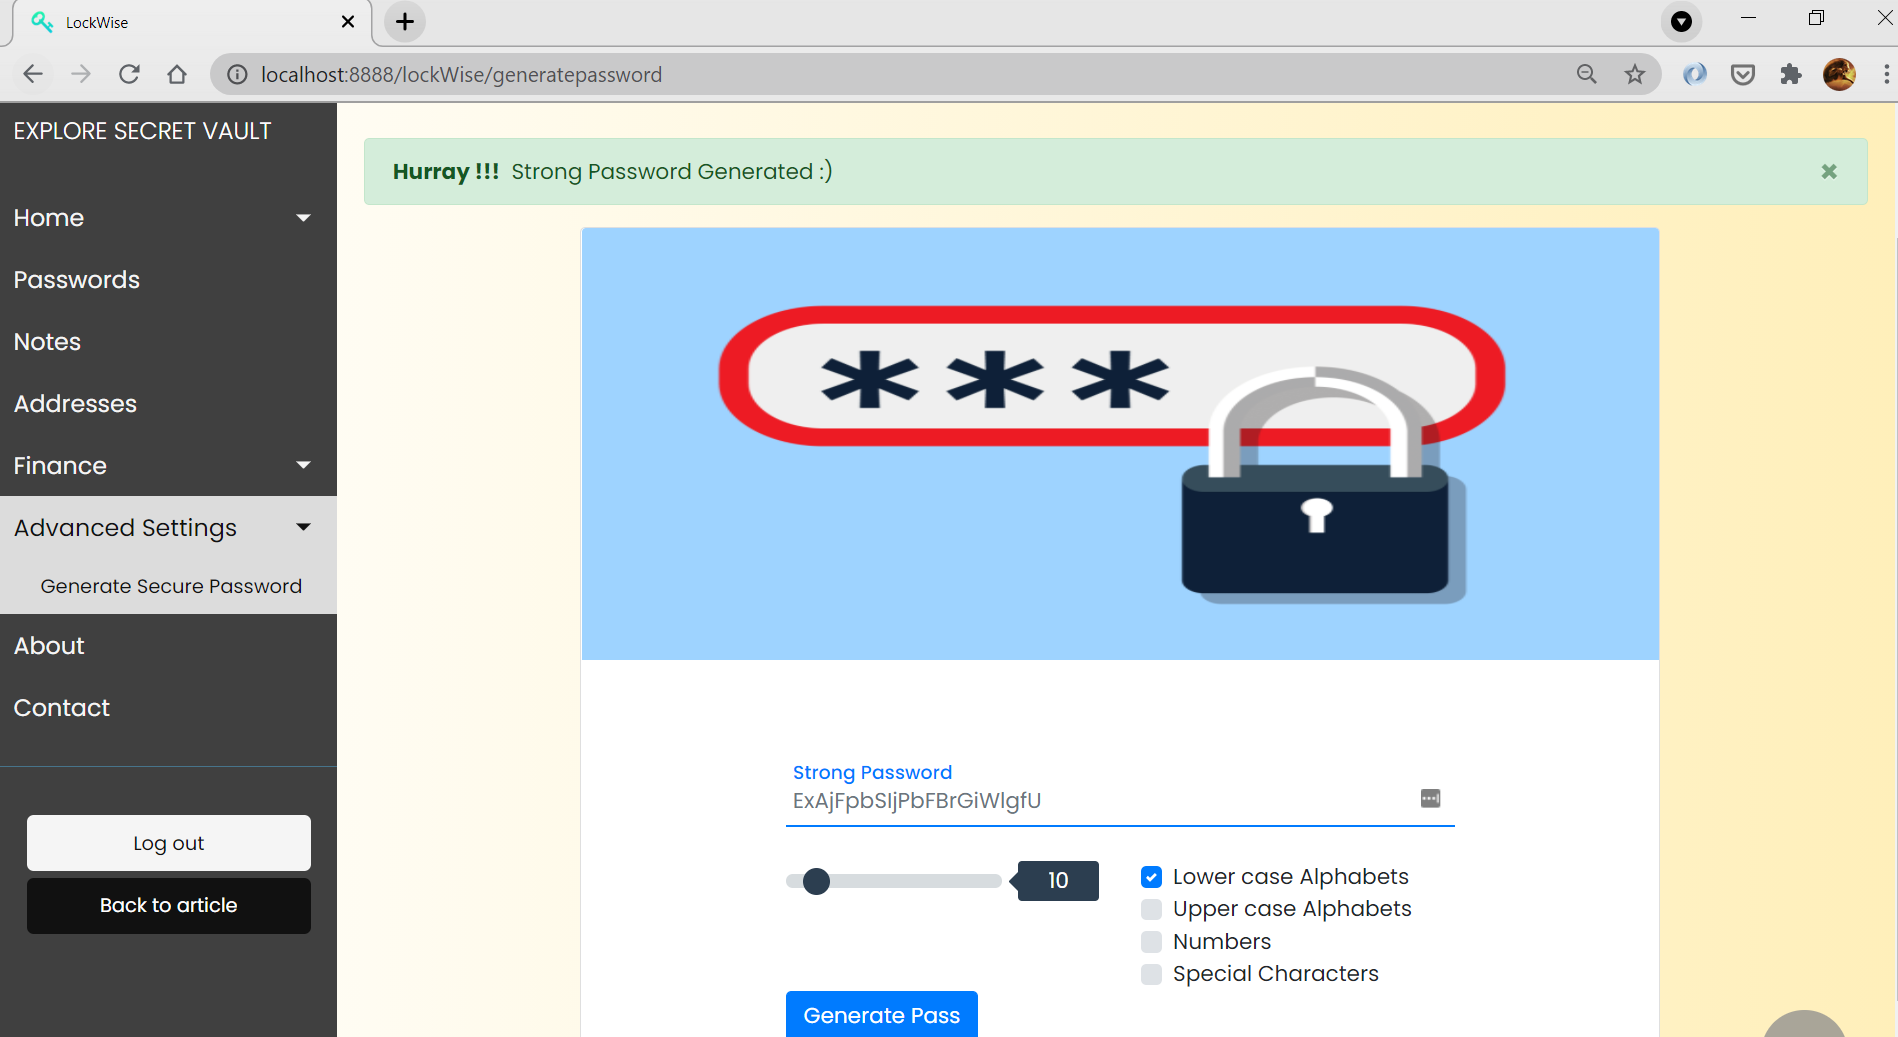 LockWise
localhost:8888/lockWise/generatepassword
EXPLORE SECRET VAULT
Home
Passwords
Notes
Addresses
Finance
Advanced Settings
Generate Secure Password
About
Contact
Log out
Back to article
Hurray !!! Strong Password Generated :)
***
Strong Password
ExAjFpbSIjPbFBrGiWlgfU
10
Lower case Alphabets
Upper case Alphabets
Numbers
Special Characters
Generate Pass